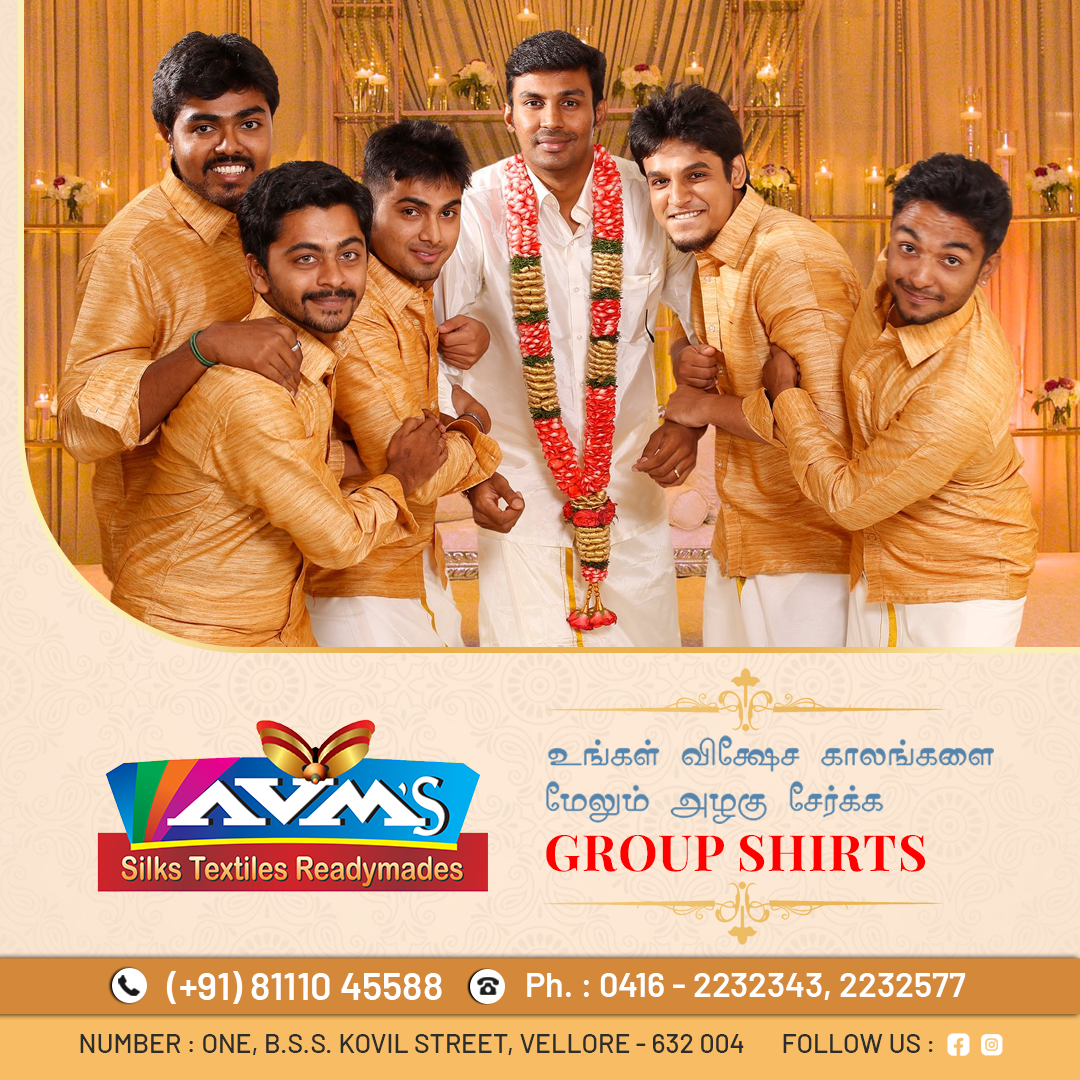 AVM'S
Silks Textiles Readymades
உங்கள் விக்ஷேச காலங்களை
மேலும் அழகு சேர்க்க
GROUP SHIRTS
(+91) 81110 45588 Ph. : 0416 - 2232343, 2232577
NUMBER : ONE, B.S.S. KOVIL STREET, VELLORE - 632 004 FOLLOW US :